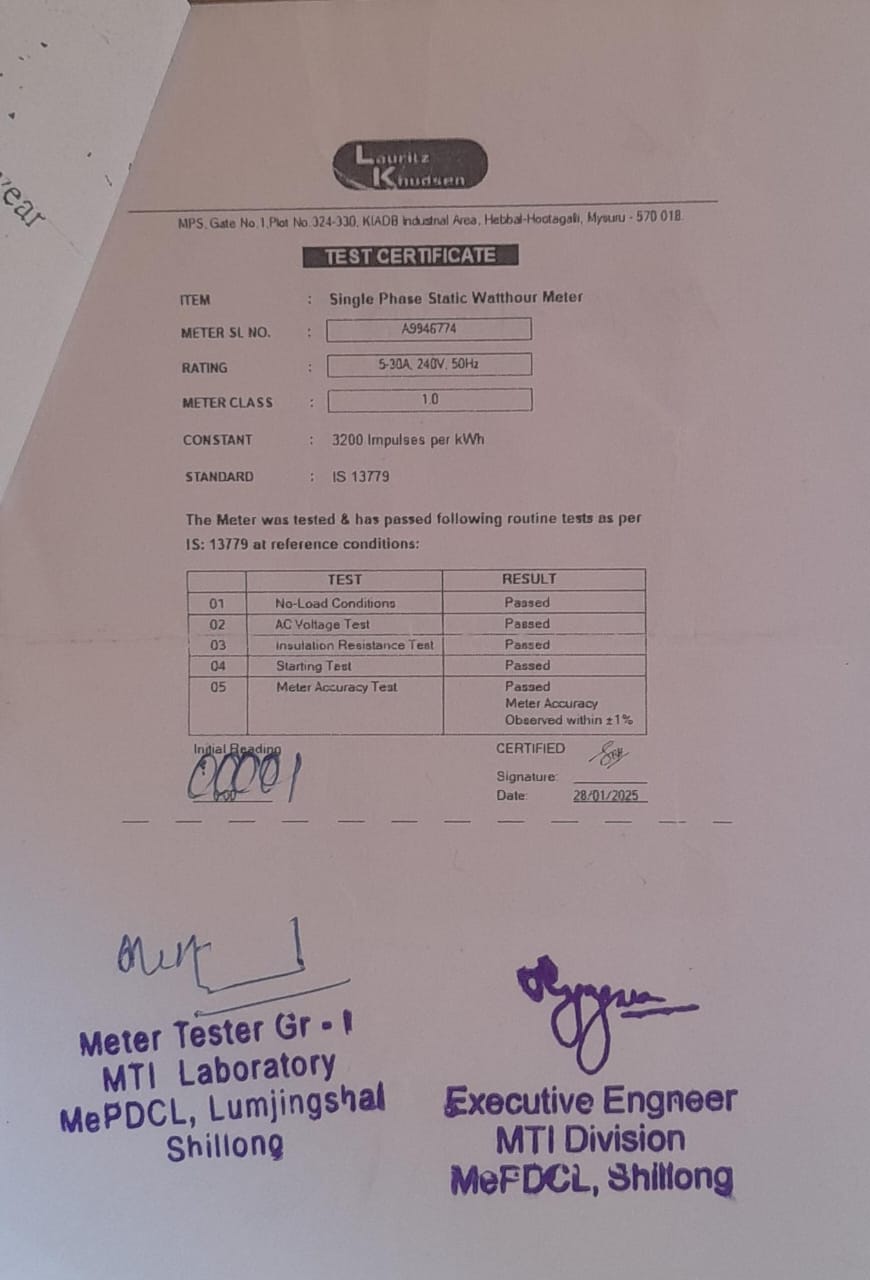 ear
Lauritz
Knudsen
MPS, Gate No.1,Plot No.324-330, KIADB Industrial Area, Hebbal-Hootagalli, Mysuru - 570 018.
TEST CERTIFICATE
ITEM : Single Phase Static Watthour Meter
METER SL NO. : A9946774
RATING : 5-30A, 240V, 50Hz
METER CLASS : 1.0
CONSTANT : 3200 Impulses per kWh
STANDARD : IS 13779
The Meter was tested & has passed following routine tests as per
IS: 13779 at reference conditions:
TEST RESULT
01 No-Load Conditions Passed
02 AC Voltage Test Passed
03 Insulation Resistance Test Passed
04 Starting Test Passed
05 Meter Accuracy Test Passed
Meter Accuracy
Observed within ±1%
Initial Reading
00001
CERTIFIED
Signature:
Date: 28/01/2025
Meter Tester Gr - I
MTI Laboratory
MePDCL, Lumjingshai
Shillong
Executive Engneer
MTI Division
MePDCL, Shillong